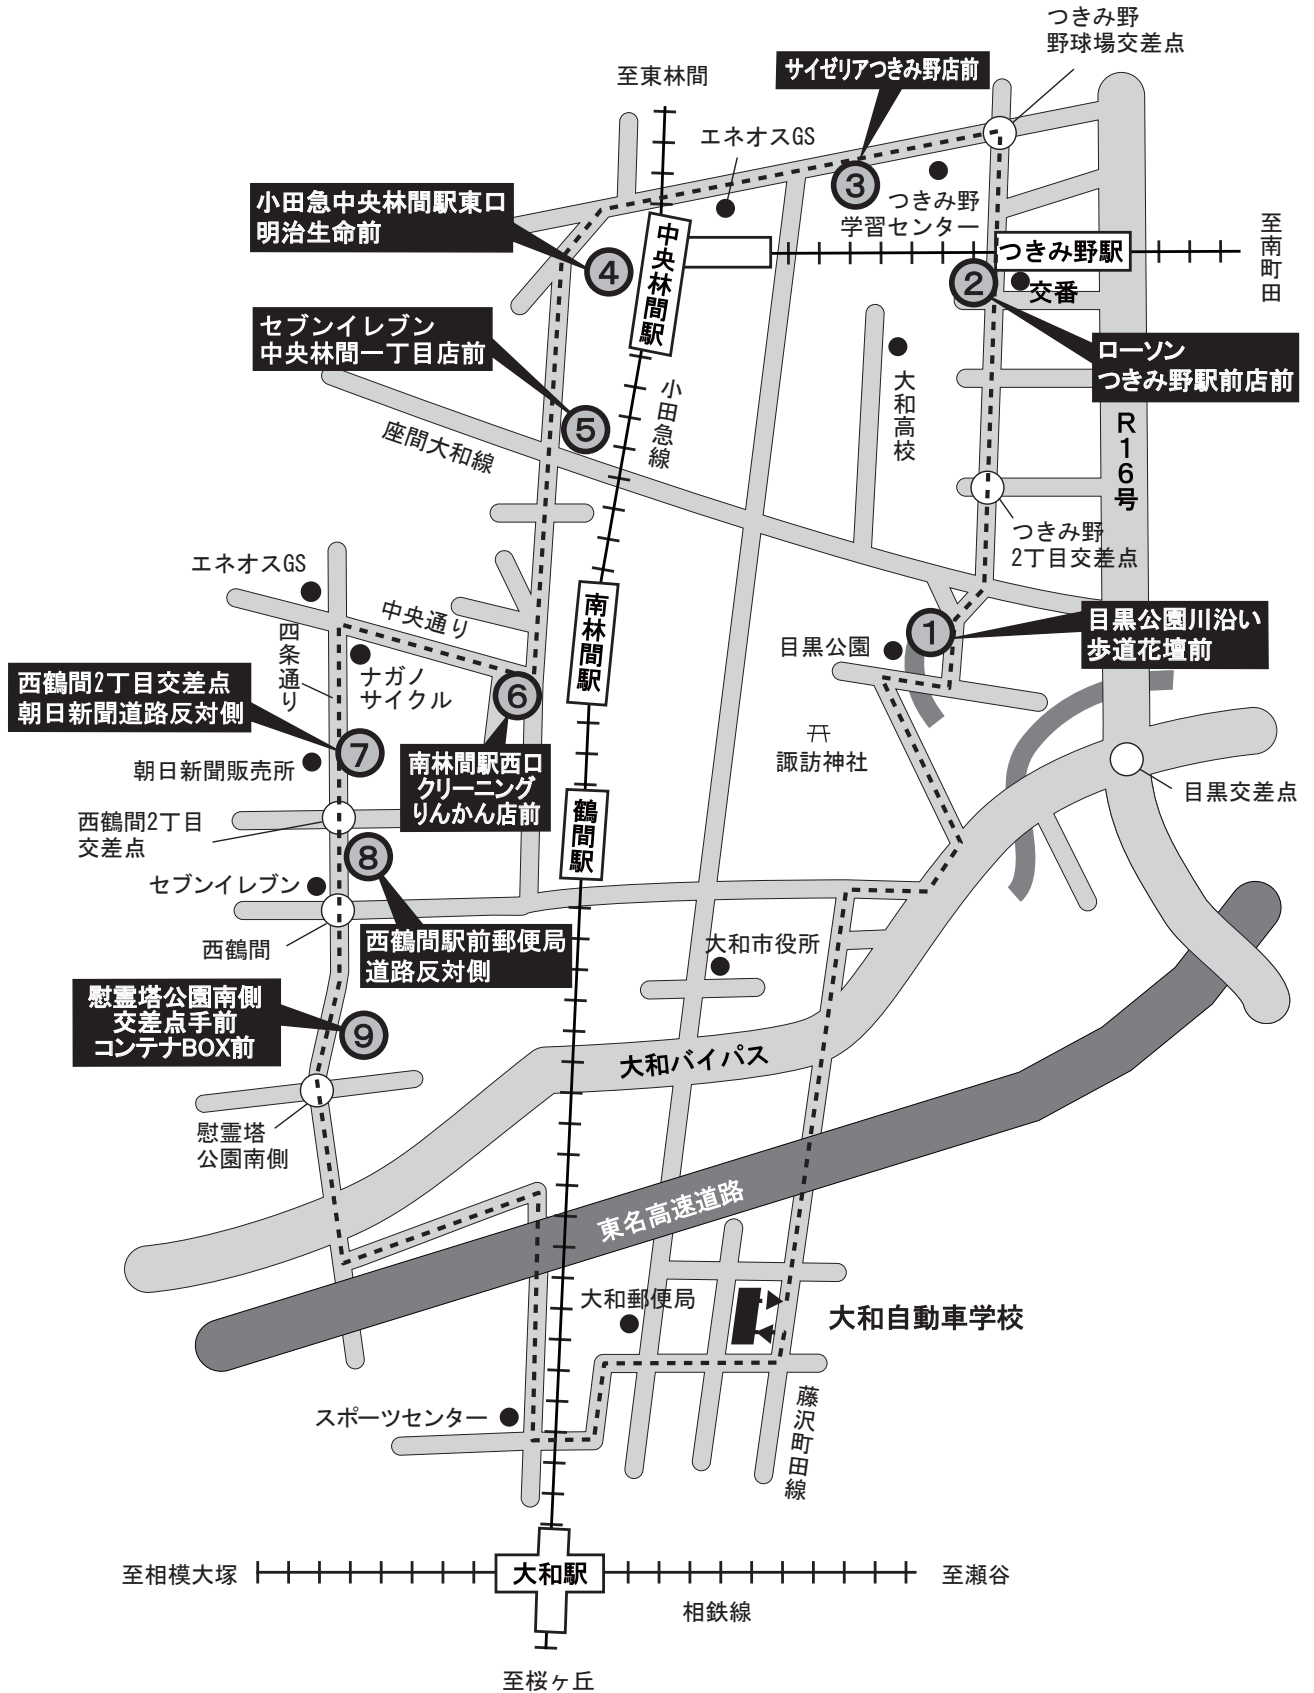 つきみ野
野球場交差点
至東林間
サイゼリアつきみ野店前
エネオスGS
③
つきみ野
学習センター
小田急中央林間駅東口
明治生命前
④
中央林間駅
つきみ野駅
至南町田
②
交番
セブンイレブン
中央林間一丁目店前
⑤
ローソン
つきみ野駅前店前
小田急線
大和高校
座間大和線
R16号
つきみ野
2丁目交差点
エネオスGS
中央通り
四条通り
南林間駅
①
目黒公園川沿い
歩道花壇前
目黒公園
ナガノ
サイクル
⑥
西鶴間2丁目交差点
朝日新聞道路反対側
⑦
朝日新聞販売所
南林間駅西口
クリーニング
りんかん店前
諏訪神社
目黒交差点
鶴間駅
西鶴間2丁目
交差点
⑧
セブンイレブン
西鶴間
西鶴間駅前郵便局
道路反対側
大和市役所
慰霊塔公園南側
交差点手前
コンテナBOX前
⑨
大和バイパス
慰霊塔
公園南側
東名高速道路
大和郵便局
大和自動車学校
スポーツセンター
藤沢町田線
至相模大塚
大和駅
至瀬谷
相鉄線
至桜ヶ丘